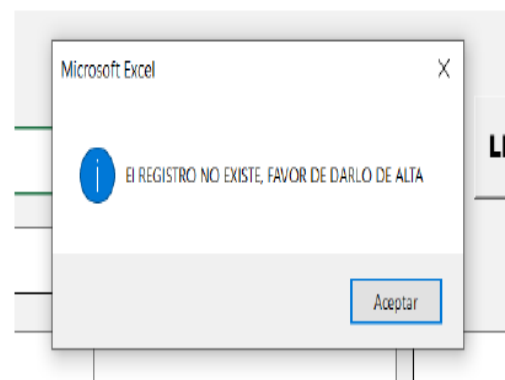 Microsoft Excel
El REGISTRO NO EXISTE, FAVOR DE DARLO DE ALTA
Aceptar